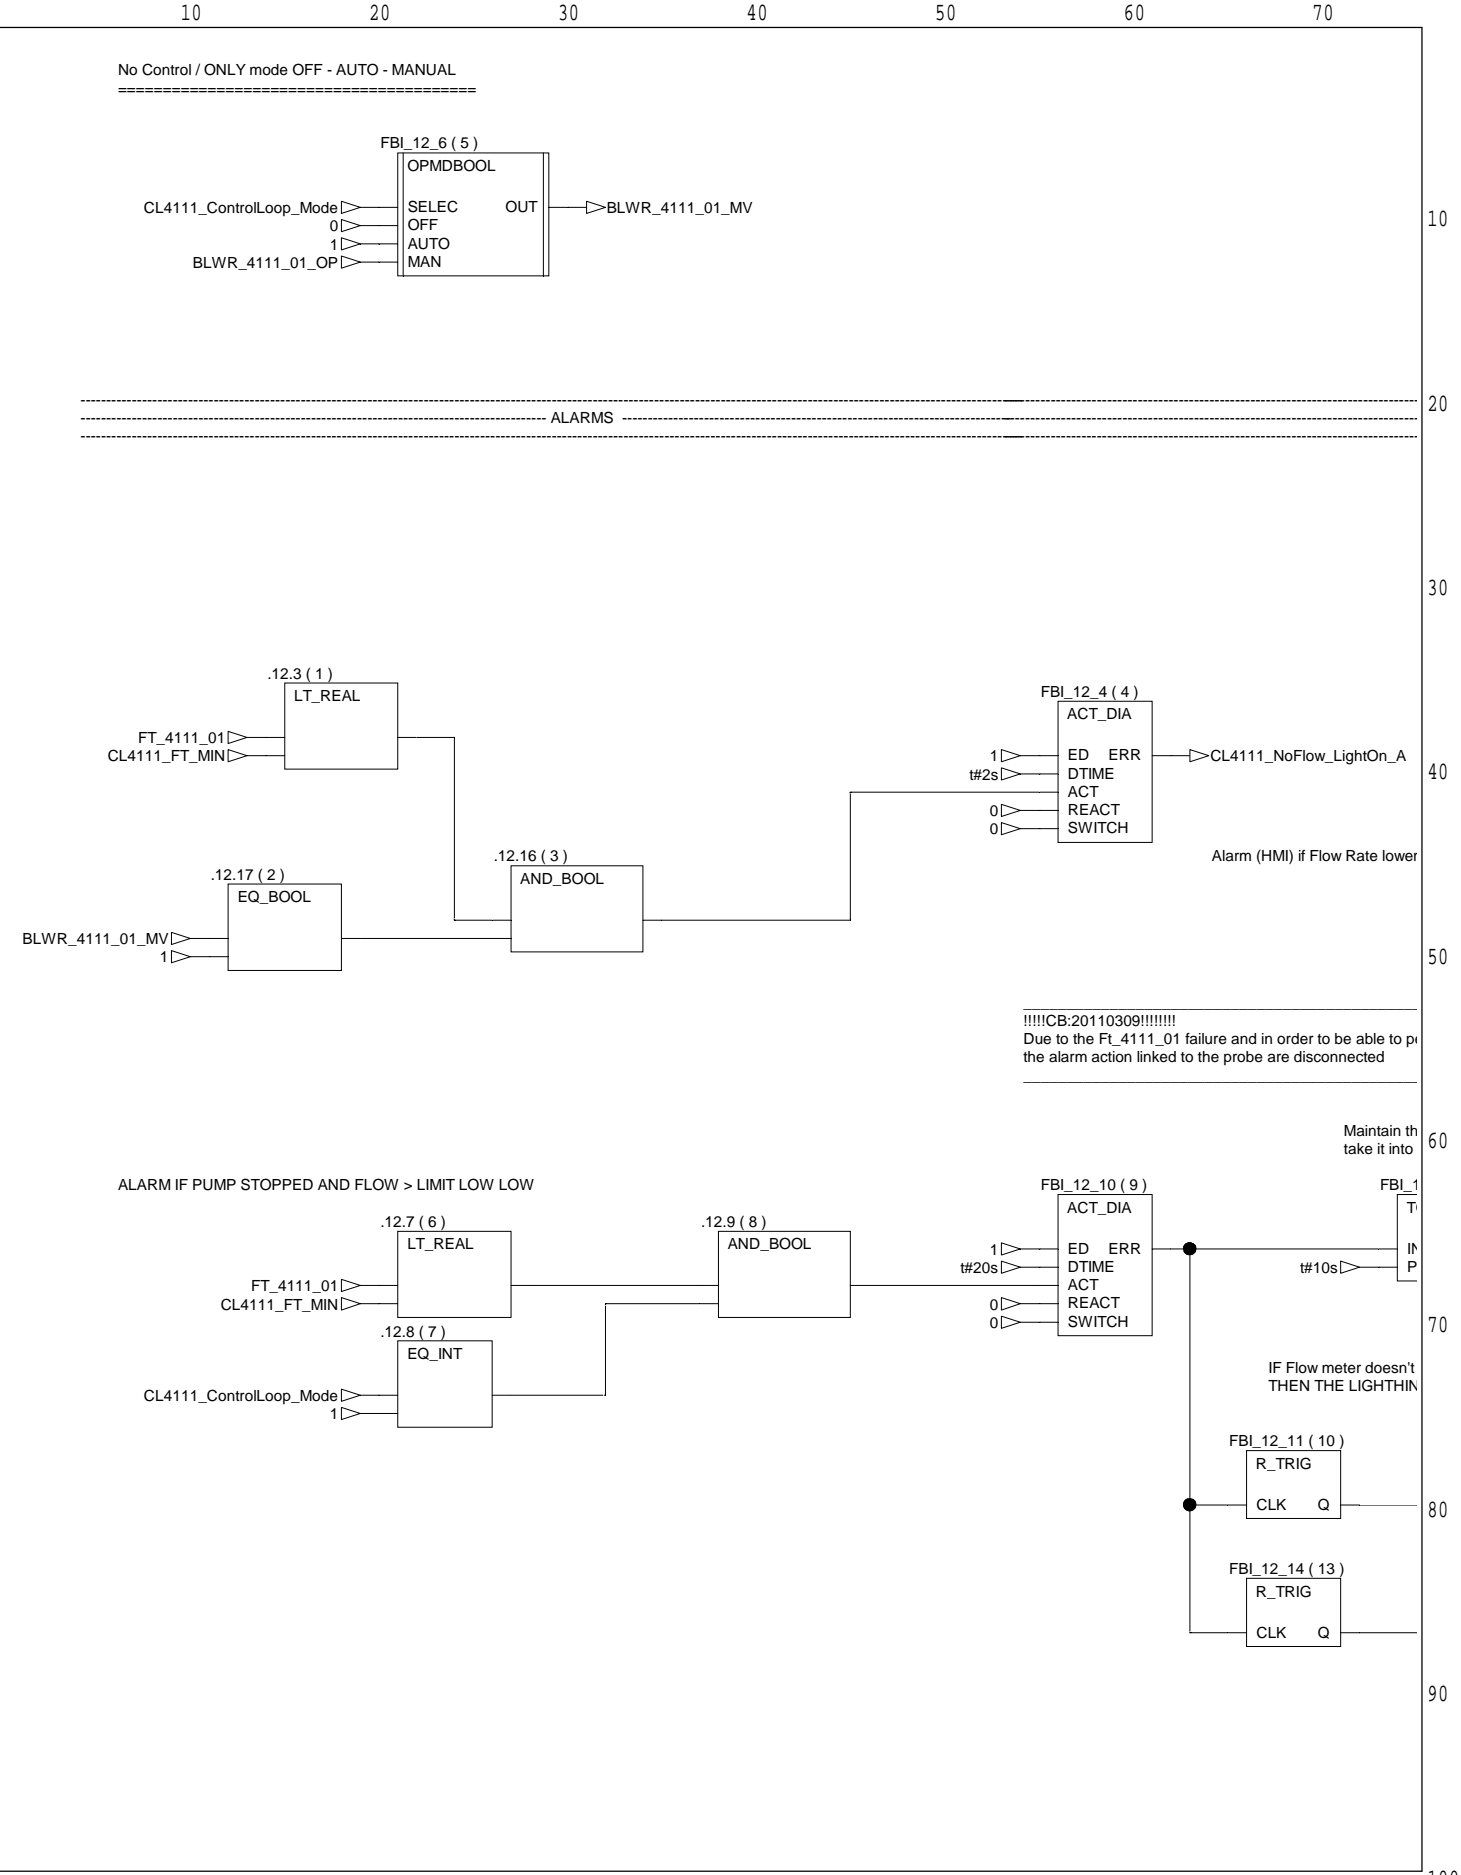 10 20 30 40 50 60 70
No Control / ONLY mode OFF - AUTO - MANUAL
========================================
FBI_12_6 ( 5 )
OPMDBOOL
CL4111_ControlLoop_Mode SELEC OUT BLWR_4111_01_MV
10
0 OFF
1 AUTO
BLWR_4111_01_OP MAN
20
ALARMS
30
.12.3 ( 1 )
LT_REAL
FBI_12_4 ( 4 )
ACT_DIA
FT_4111_01
CL4111_FT_MIN
1 ED ERR CL4111_NoFlow_LightOn_A
t#2s DTIME
40
ACT
0 REACT
0 SWITCH
Alarm (HMI) if Flow Rate lower
.12.16 ( 3 )
AND_BOOL
.12.17 ( 2 )
EQ_BOOL
BLWR_4111_01_MV
1
50
!!!!!CB:20110309!!!!!!!!
Due to the Ft_4111_01 failure and in order to be able to
the alarm action linked to the probe are disconnected
Maintain th
take it into
60
ALARM IF PUMP STOPPED AND FLOW > LIMIT LOW LOW
.12.7 ( 6 )
LT_REAL
.12.9 ( 8 )
AND_BOOL
FBI_12_10 ( 9 )
ACT_DIA
FBI_1
FT_4111_01
CL4111_FT_MIN
1 ED ERR
t#20s DTIME
ACT
0 REACT
0 SWITCH
t#10s P
70
.12.8 ( 7 )
EQ_INT
CL4111_ControlLoop_Mode
1
IF Flow meter doesn't
THEN THE LIGHTHIN
FBI_12_11 ( 10 )
R_TRIG
CLK Q
80
FBI_12_14 ( 13 )
R_TRIG
CLK Q
90